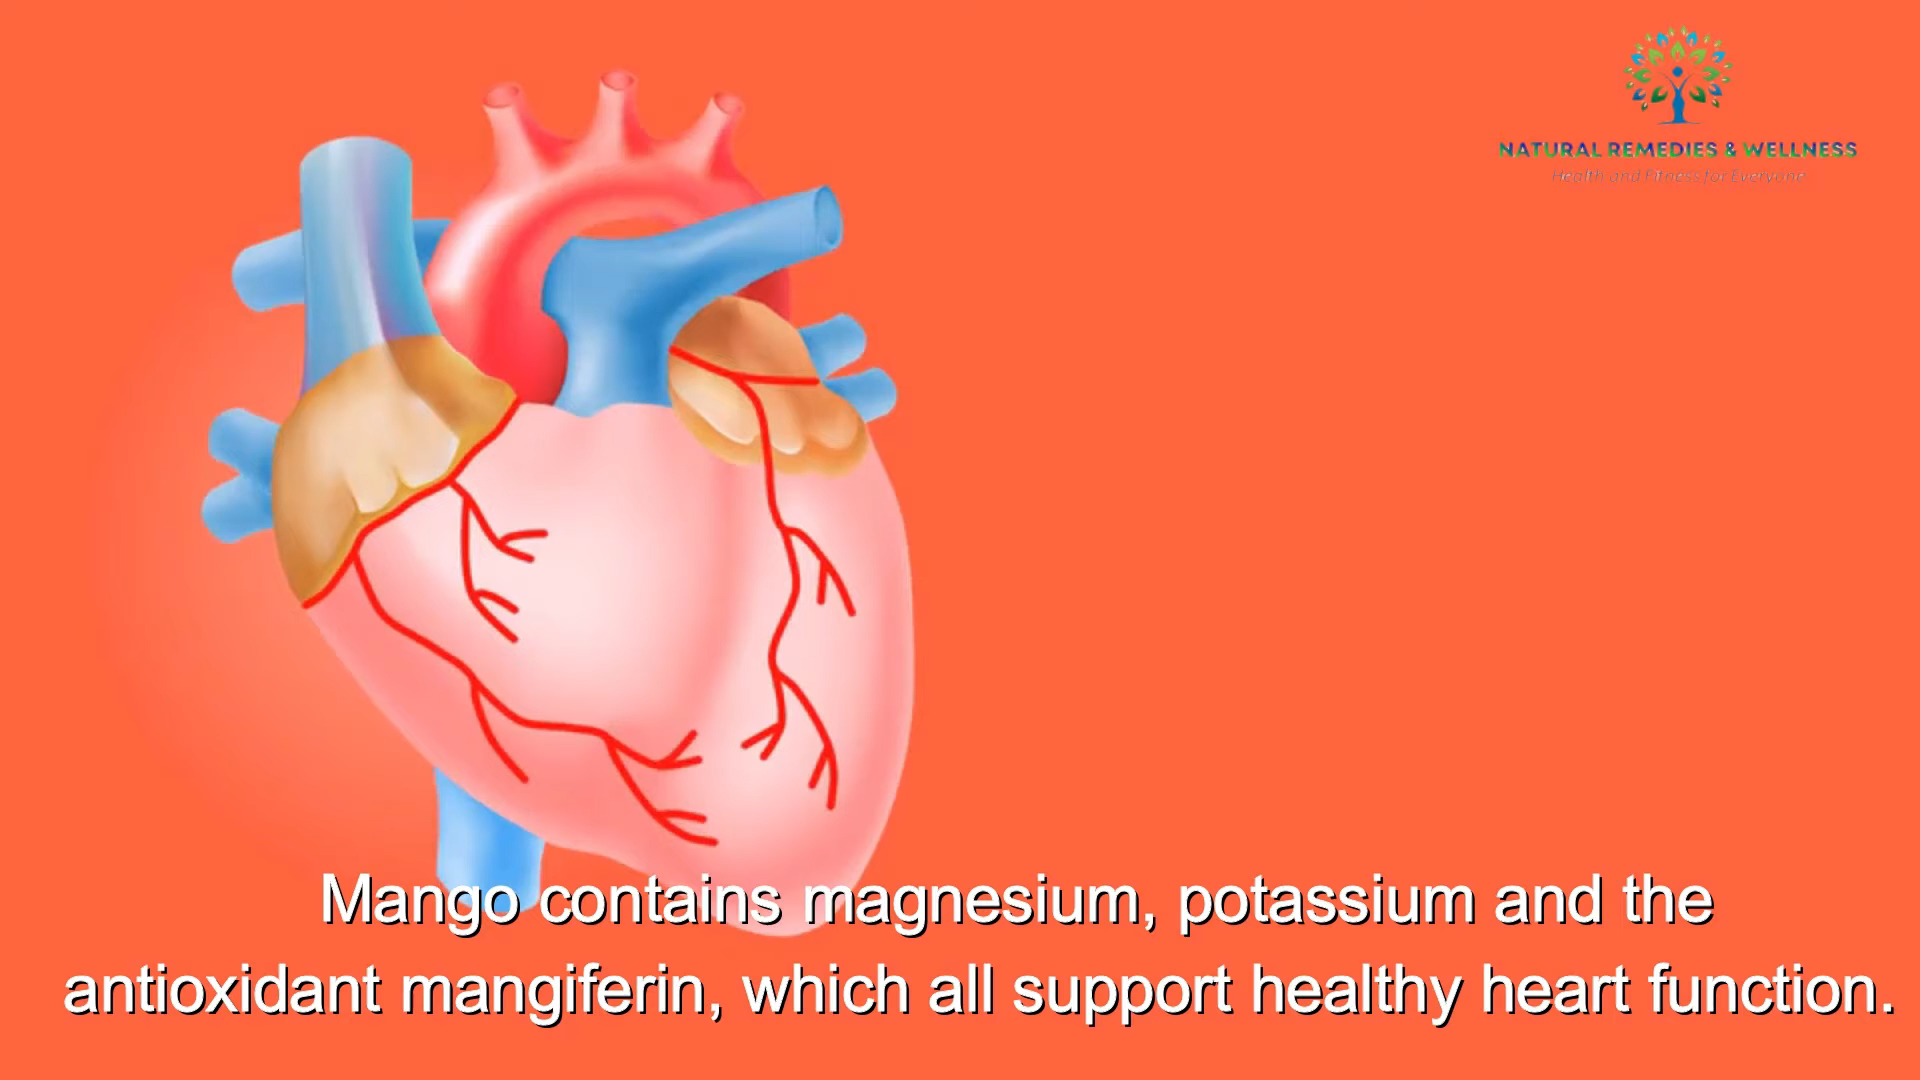 NATURAL REMEDIES & WELLNESS
Health and Fitness for Everyone
Mango contains magnesium, potassium and the
antioxidant mangiferin, which all support healthy heart function.